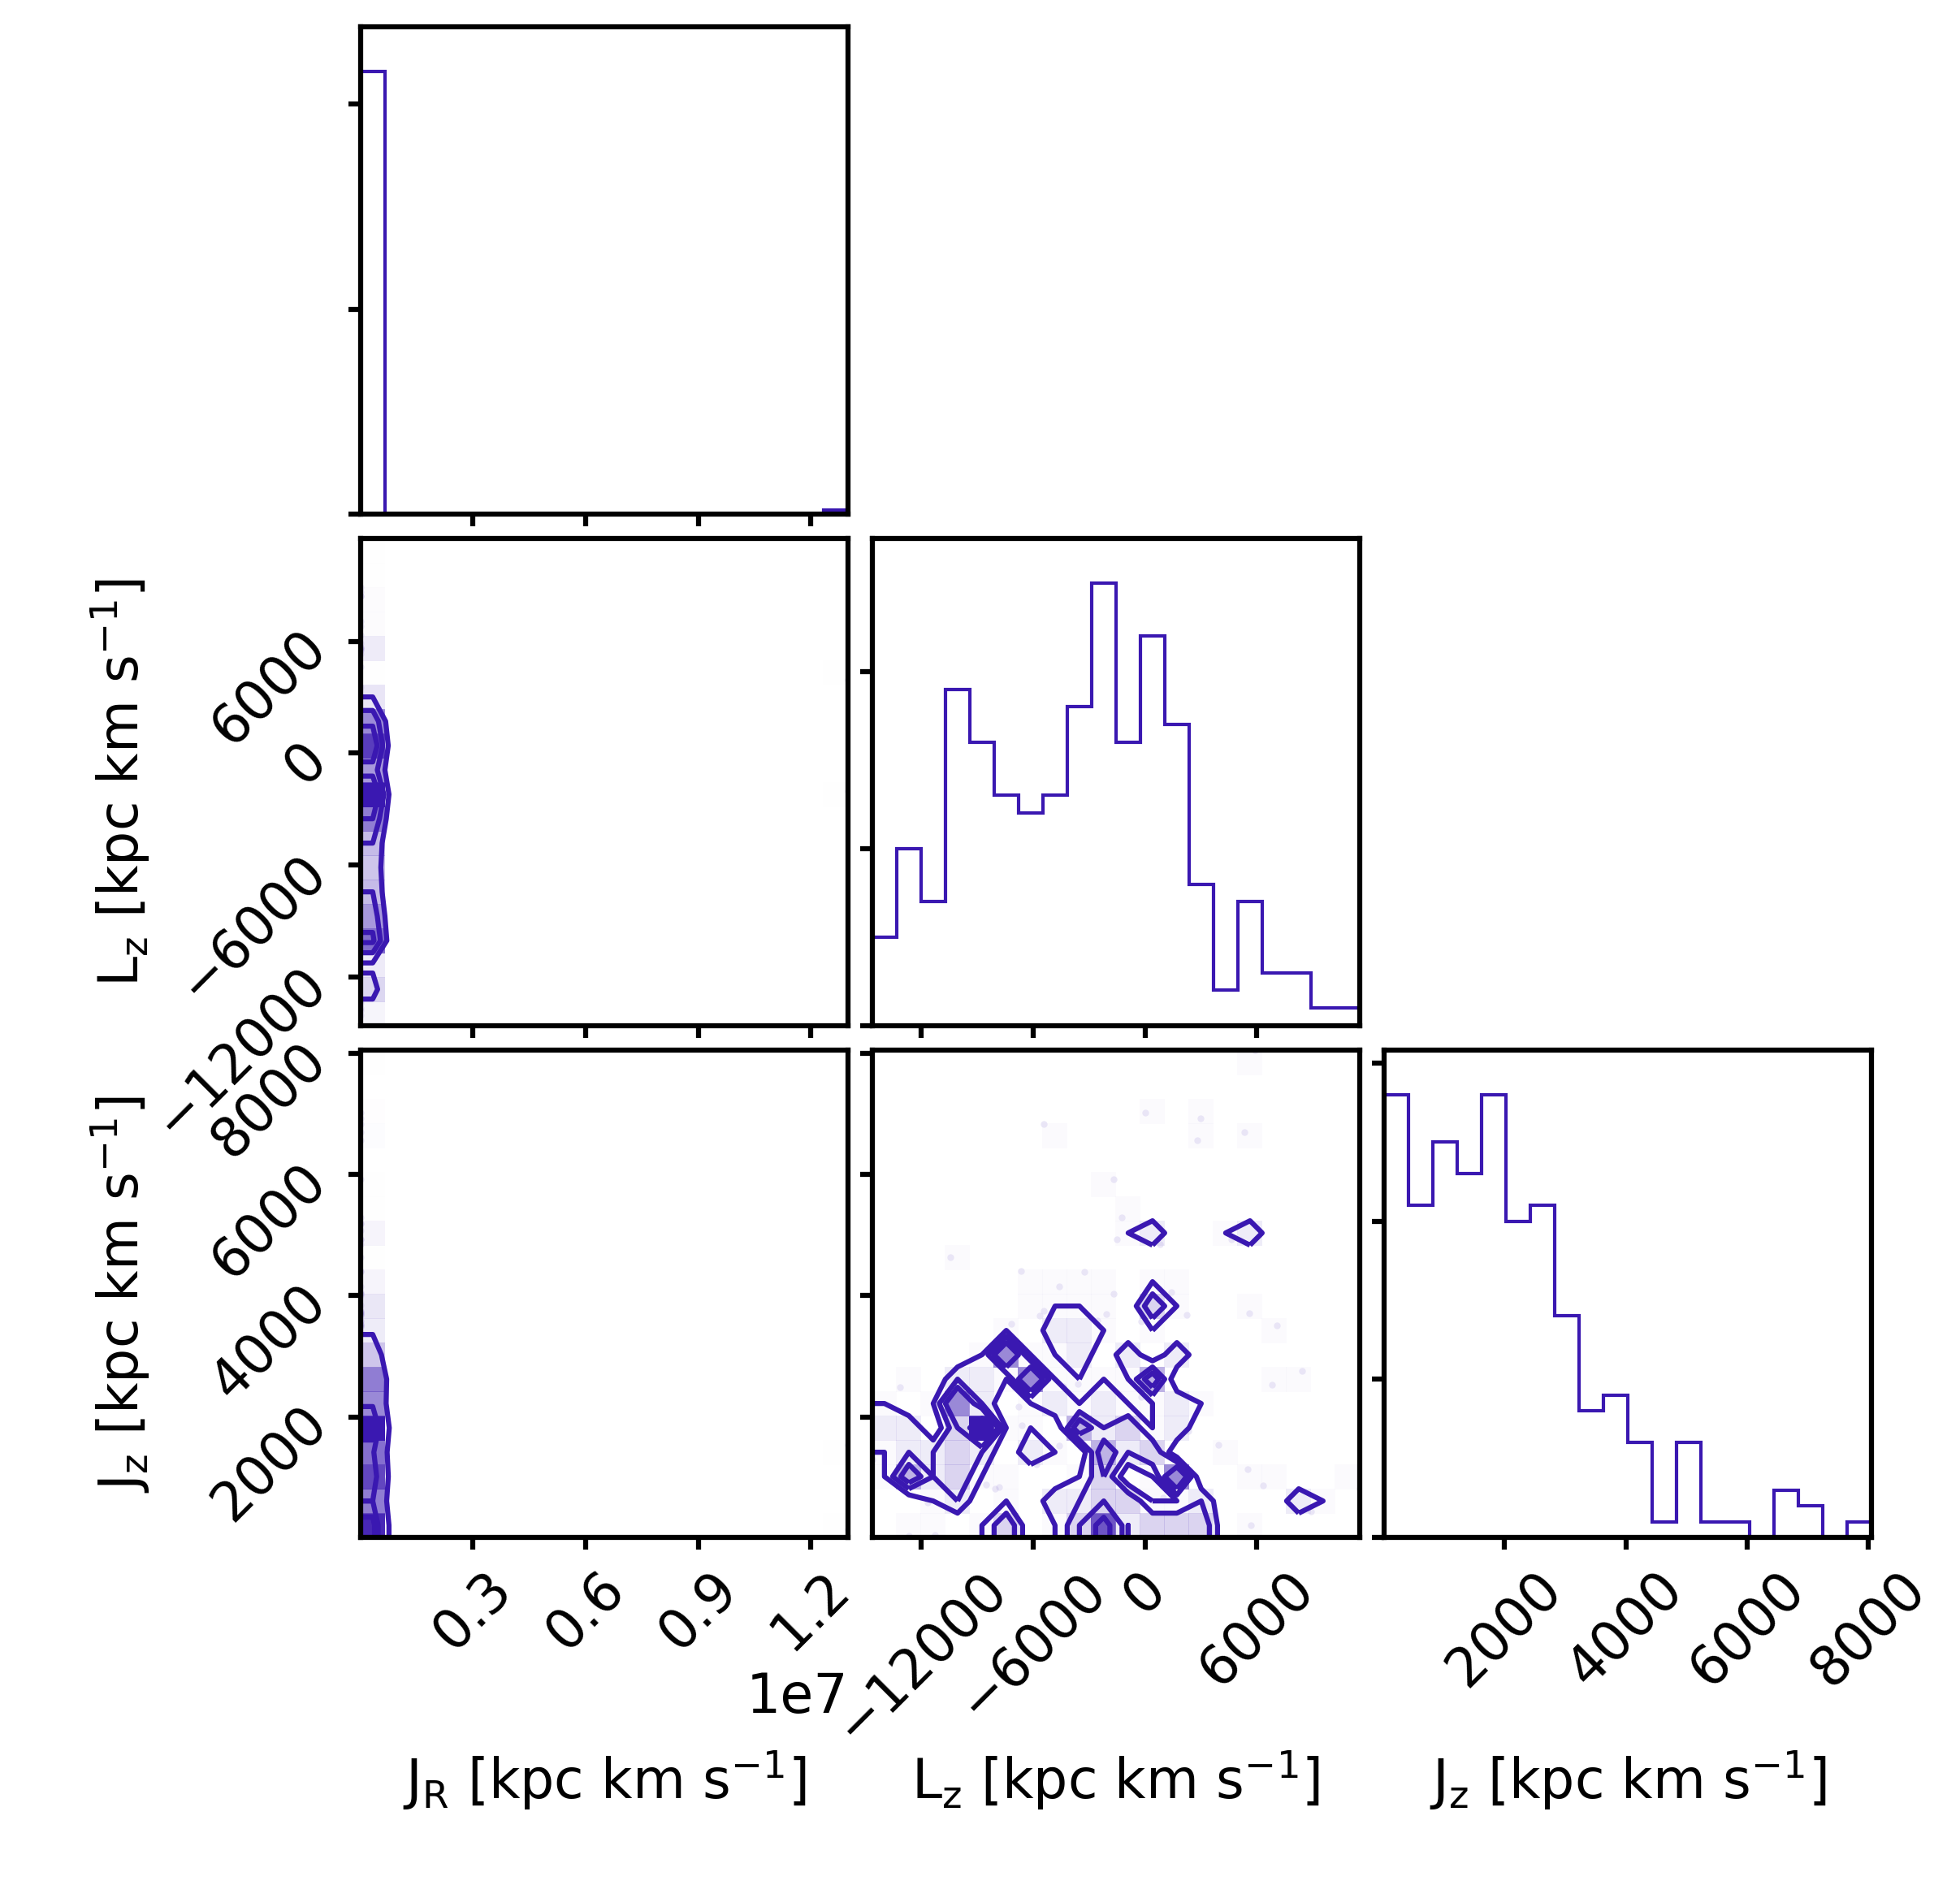 L_z [kpc km s⁻¹]
6000
0
−6000
−12000
J_z [kpc km s⁻¹]
8000
6000
4000
2000
0.3 0.6 0.9 1.2
1e7
J_R [kpc km s⁻¹]
−12000 −6000 0 6000
L_z [kpc km s⁻¹]
2000 4000 6000 8000
J_z [kpc km s⁻¹]